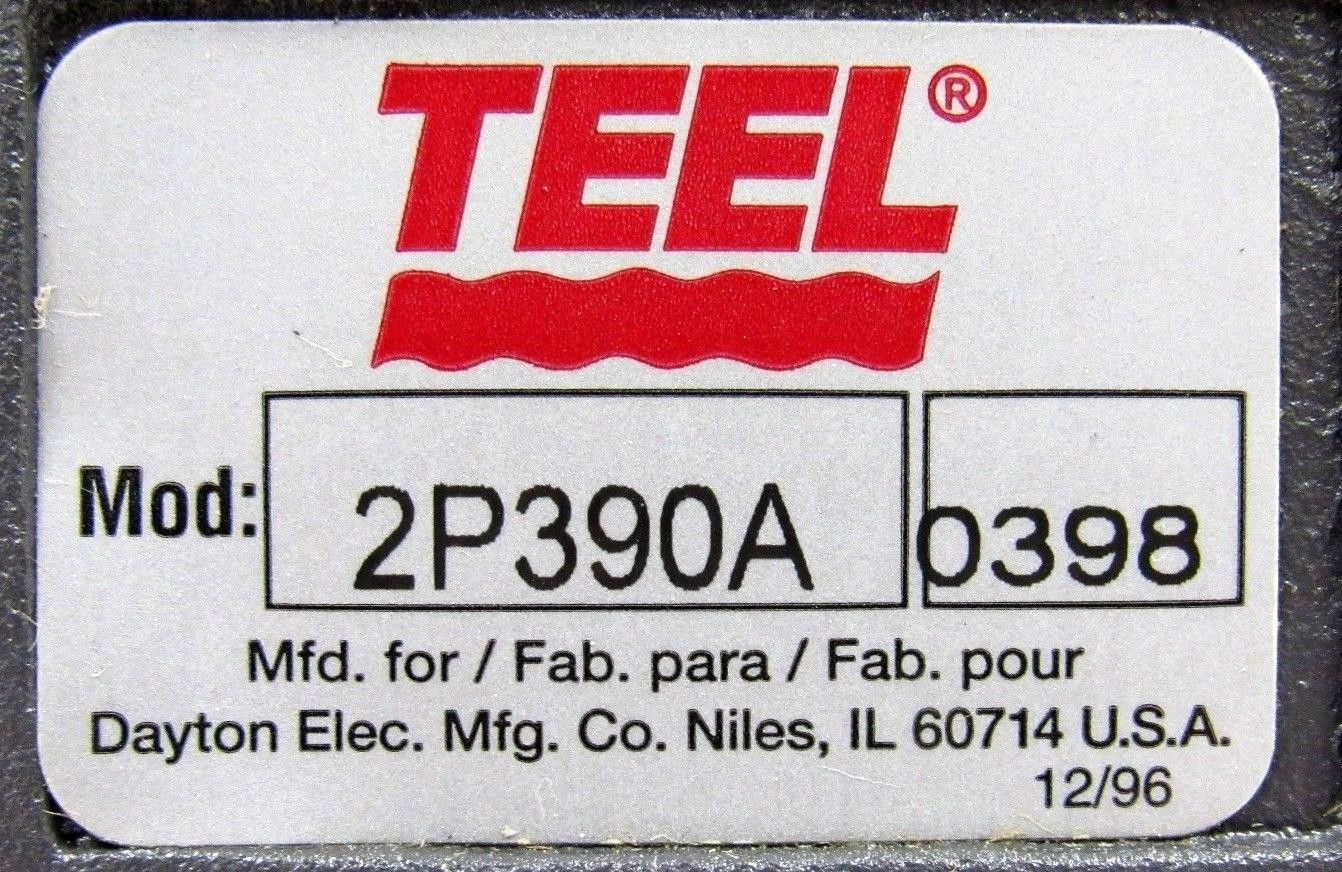 TEEL®
Mod: 2P390A 0398
Mfd. for / Fab. para / Fab. pour
Dayton Elec. Mfg. Co. Niles, IL 60714 U.S.A.
12/96